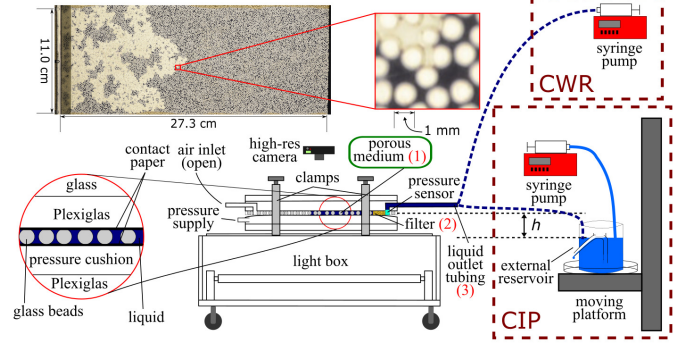 11.0 cm
27.3 cm
1 mm
syringe
pump
CWR
contact
paper
air inlet
(open)
high-res
camera
porous
medium (1)
clamps
pressure
sensor
syringe
pump
glass
Plexiglas
pressure
supply
filter (2)
h
pressure cushion
Plexiglas
light box
liquid
outlet
tubing
(3)
external
reservoir
glass beads
liquid
moving
platform
CIP